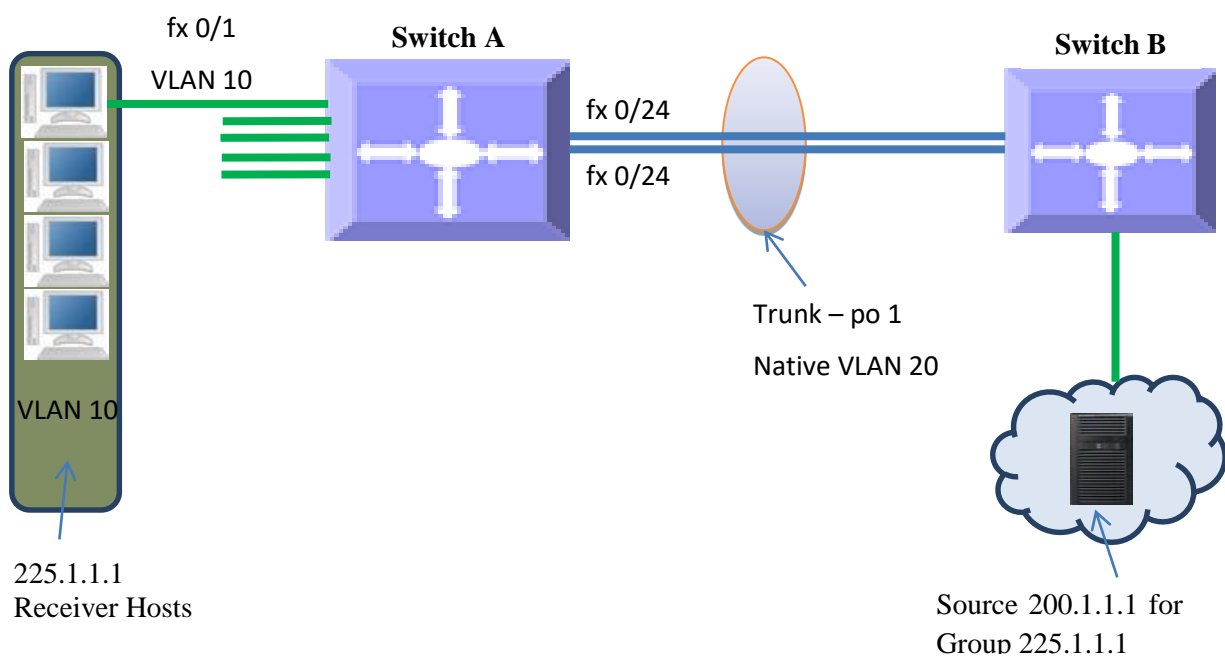 fx 0/1
VLAN 10
Switch A
Switch B
fx 0/24
fx 0/24
Trunk – po 1
Native VLAN 20
VLAN 10
225.1.1.1
Receiver Hosts
Source 200.1.1.1 for
Group 225.1.1.1